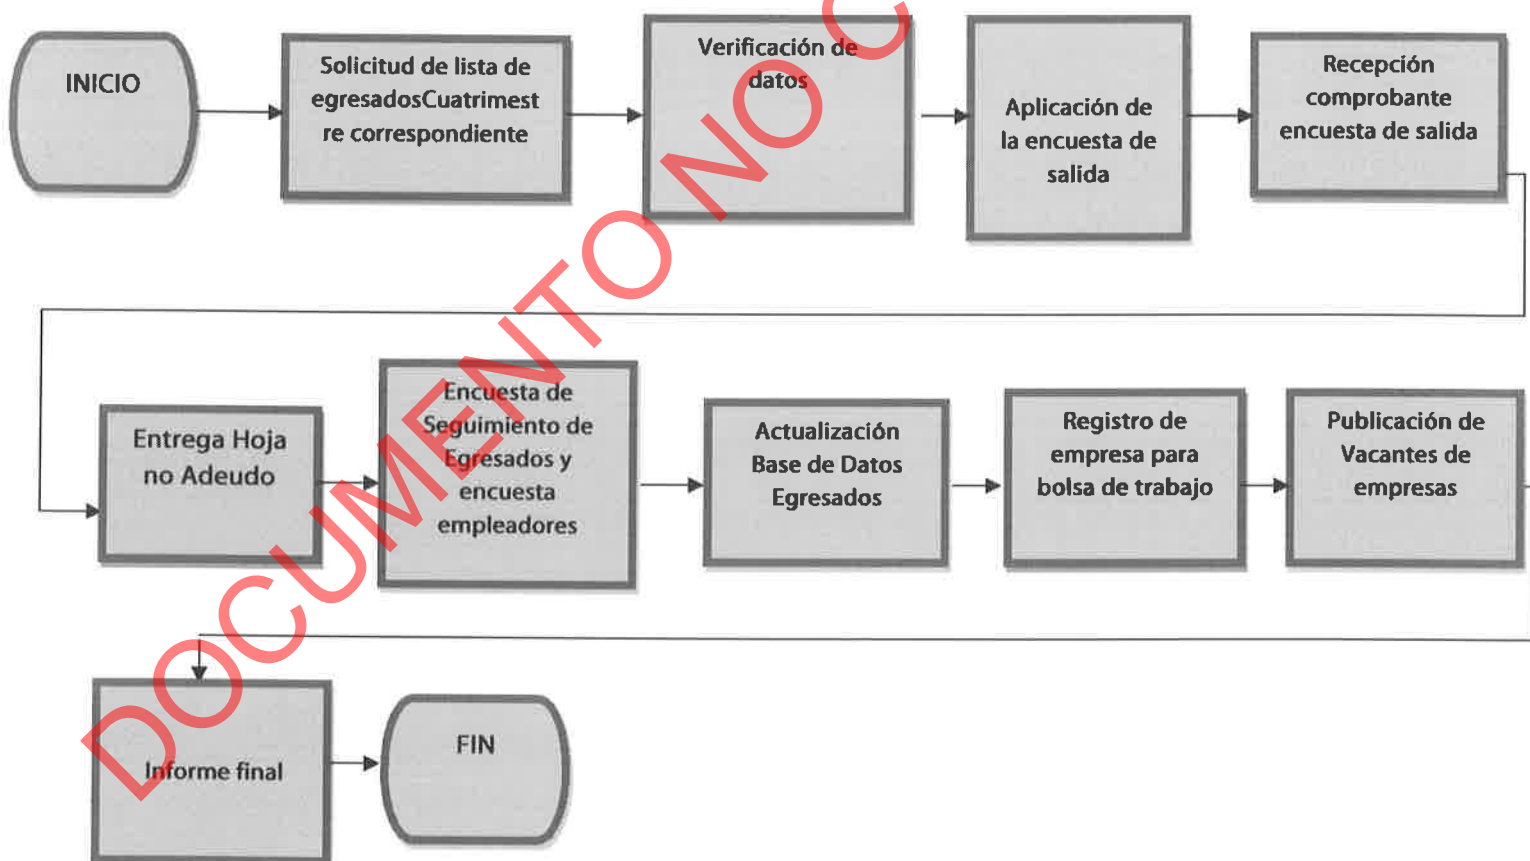 INICIO
Solicitud de lista de
egresadosCuatrimest
re correspondiente
Verificación de
datos
Aplicación de
la encuesta de
salida
Recepción
comprobante
encuesta de salida
Entrega Hoja
no Adeudo
Encuesta de
Seguimiento de
Egresados y
encuesta
empleadores
Actualización
Base de Datos
Egresados
Registro de
empresa para
bolsa de trabajo
Publicación de
Vacantes de
empresas
Informe final
FIN
DOCUMENTO NO C